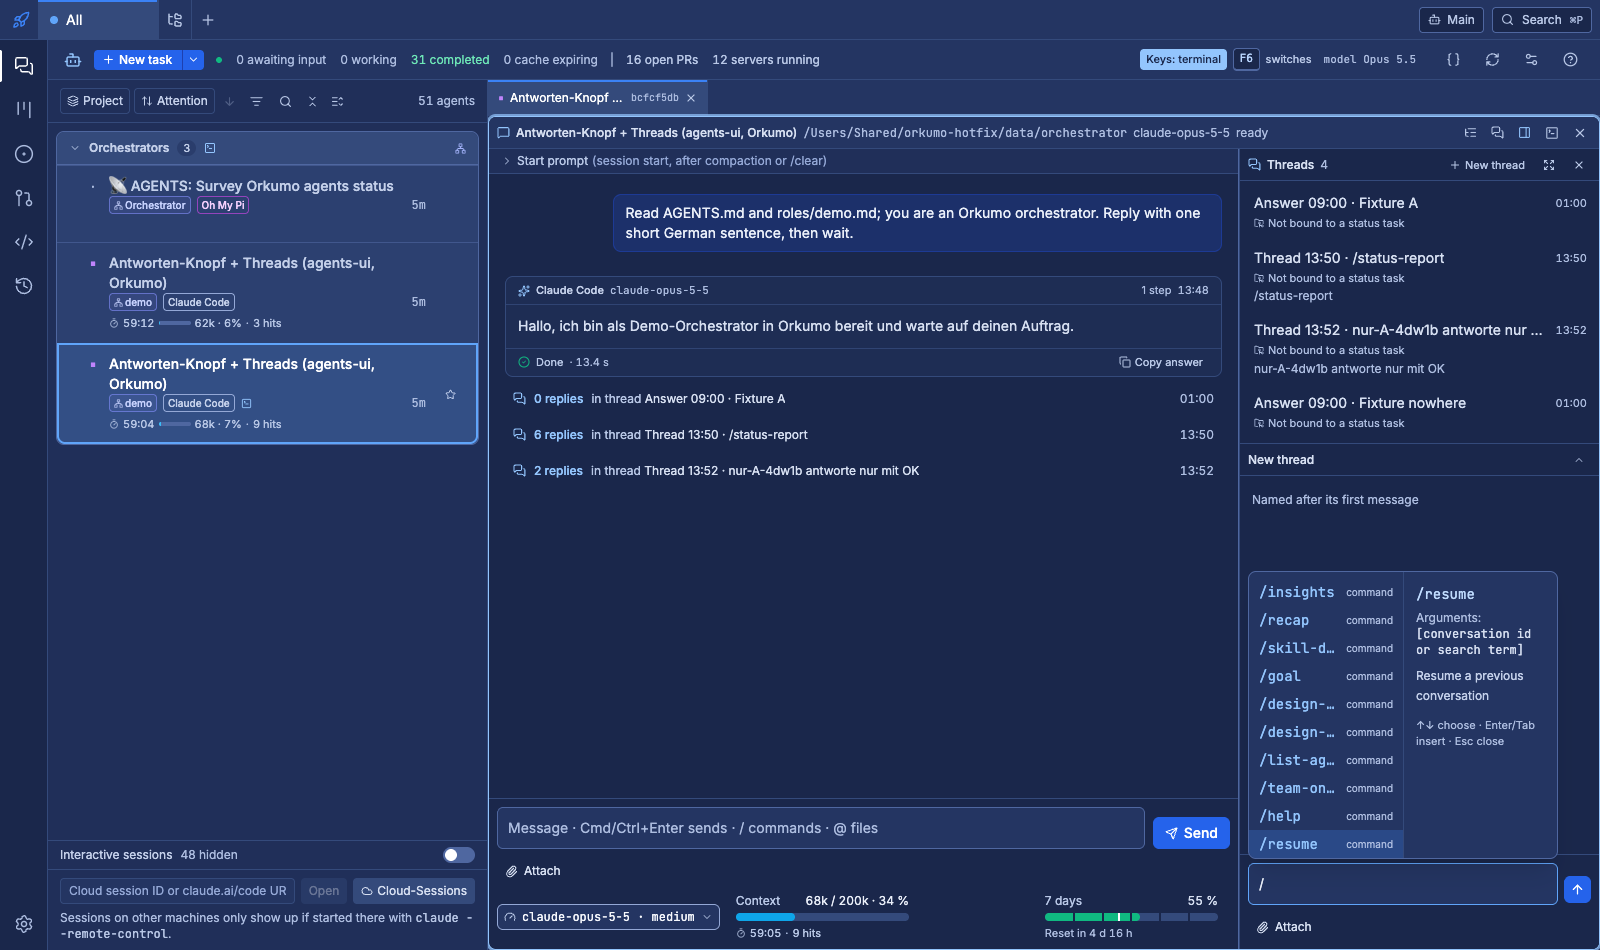 All
Main
Search ⌘P
+ New task
0 awaiting input
0 working
31 completed
0 cache expiring
16 open PRs
12 servers running
Keys: terminal
F6
switches
model Opus 5.5
Project
Attention
51 agents
Antworten-Knopf ... bcfcf5db
Orchestrators 3
AGENTS: Survey Orkumo agents status
Orchestrator
Oh My Pi
5m
Antworten-Knopf + Threads (agents-ui,
Orkumo)
demo
Claude Code
5m
59:12
62k · 6% · 3 hits
Antworten-Knopf + Threads (agents-ui,
Orkumo)
demo
Claude Code
5m
59:04
68k · 7% · 9 hits
Interactive sessions 48 hidden
Cloud session ID or claude.ai/code UR
Open
Cloud-Sessions
Sessions on other machines only show up if started there with claude -
-remote-control.
Antworten-Knopf + Threads (agents-ui, Orkumo) /Users/Shared/orkumo-hotfix/data/orchestrator claude-opus-5-5 ready
Start prompt (session start, after compaction or /clear)
Read AGENTS.md and roles/demo.md; you are an Orkumo orchestrator. Reply with one
short German sentence, then wait.
Claude Code claude-opus-5-5
1 step 13:48
Hallo, ich bin als Demo-Orchestrator in Orkumo bereit und warte auf deinen Auftrag.
Done · 13.4 s
Copy answer
0 replies in thread Answer 09:00 · Fixture A 01:00
6 replies in thread Thread 13:50 · /status-report 13:50
2 replies in thread Thread 13:52 · nur-A-4dw1b antworte nur mit OK 13:52
Message · Cmd/Ctrl+Enter sends · / commands · @ files
Send
Attach
claude-opus-5-5 · medium
Context 68k / 200k · 34 %
59:05 · 9 hits
7 days 55 %
Reset in 4 d 16 h
Threads 4
+ New thread
Answer 09:00 · Fixture A 01:00
Not bound to a status task
Thread 13:50 · /status-report 13:50
Not bound to a status task
/status-report
Thread 13:52 · nur-A-4dw1b antworte nur ... 13:52
Not bound to a status task
nur-A-4dw1b antworte nur mit OK
Answer 09:00 · Fixture nowhere 01:00
Not bound to a status task
New thread
Named after its first message
/insights command
/recap command
/skill-d… command
/goal command
/design-… command
/design-… command
/list-ag… command
/team-on… command
/help command
/resume command
/resume
Arguments:
[conversation id
or search term]
Resume a previous
conversation
↑↓ choose · Enter/Tab
insert · Esc close
/
Attach